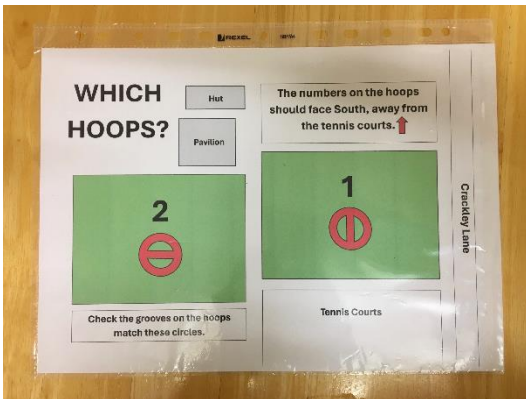 REXEL
WHICH
HOOPS?
Hut
Pavilion
The numbers on the hoops
should face South, away from
the tennis courts.
2
1
Crackley Lane
Check the grooves on the hoops
match these circles.
Tennis Courts